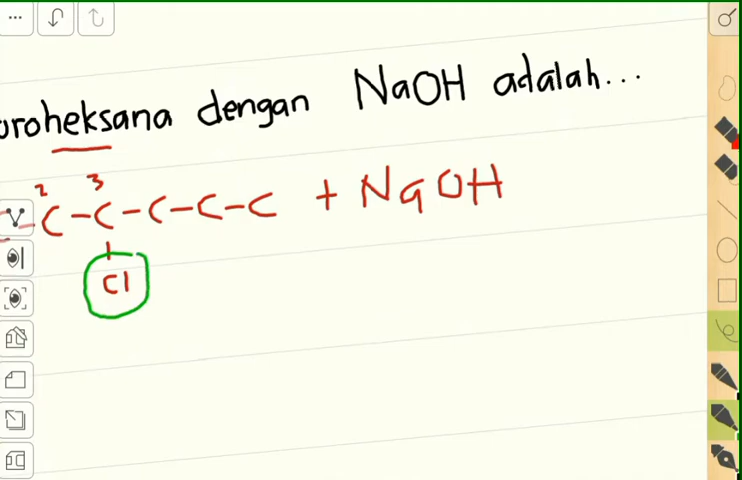 oroheksana dengan NaOH adalah...
2 3
-C-C-C-C-C + NaOH
Cl